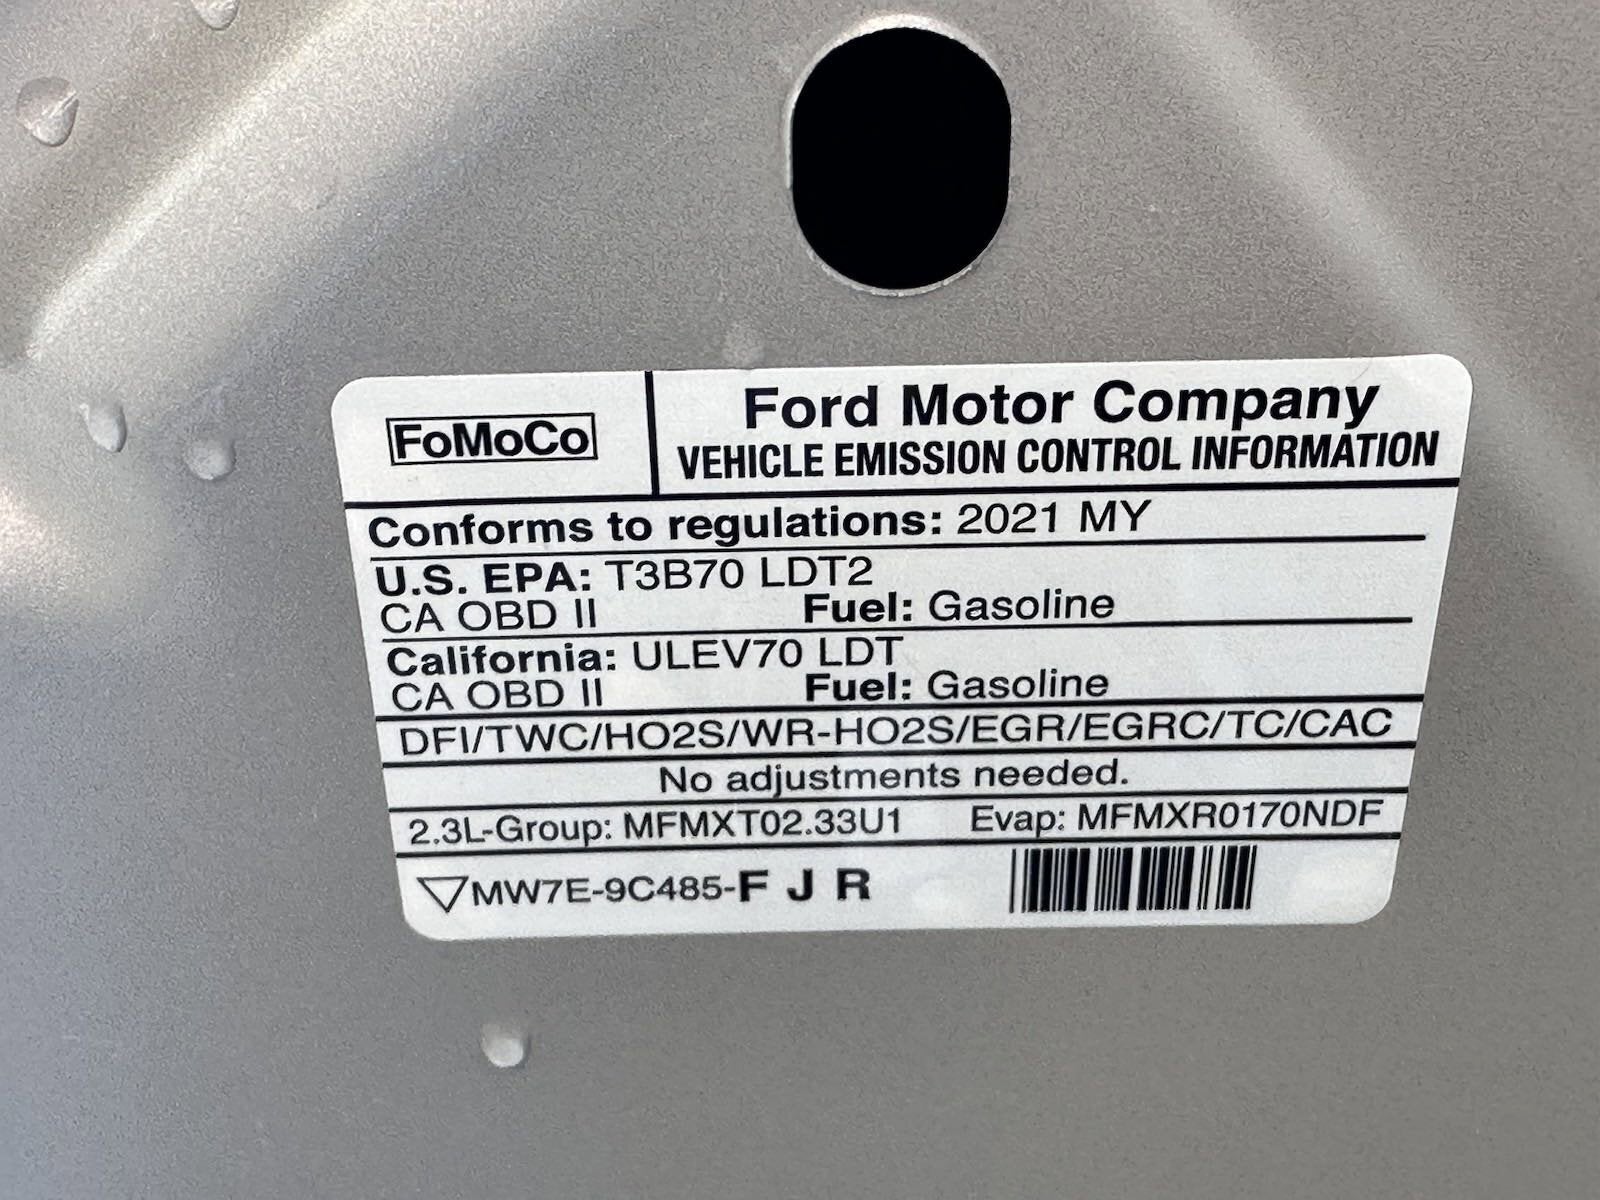 FoMoCo
Ford Motor Company
VEHICLE EMISSION CONTROL INFORMATION
Conforms to regulations: 2021 MY
U.S. EPA: T3B70 LDT2
CA OBD II Fuel: Gasoline
California: ULEV70 LDT
CA OBD II Fuel: Gasoline
DFI/TWC/HO2S/WR-HO2S/EGR/EGRC/TC/CAC
No adjustments needed.
2.3L-Group: MFMXT02.33U1 Evap: MFMXR0170NDF
MW7E-9C485-F J R